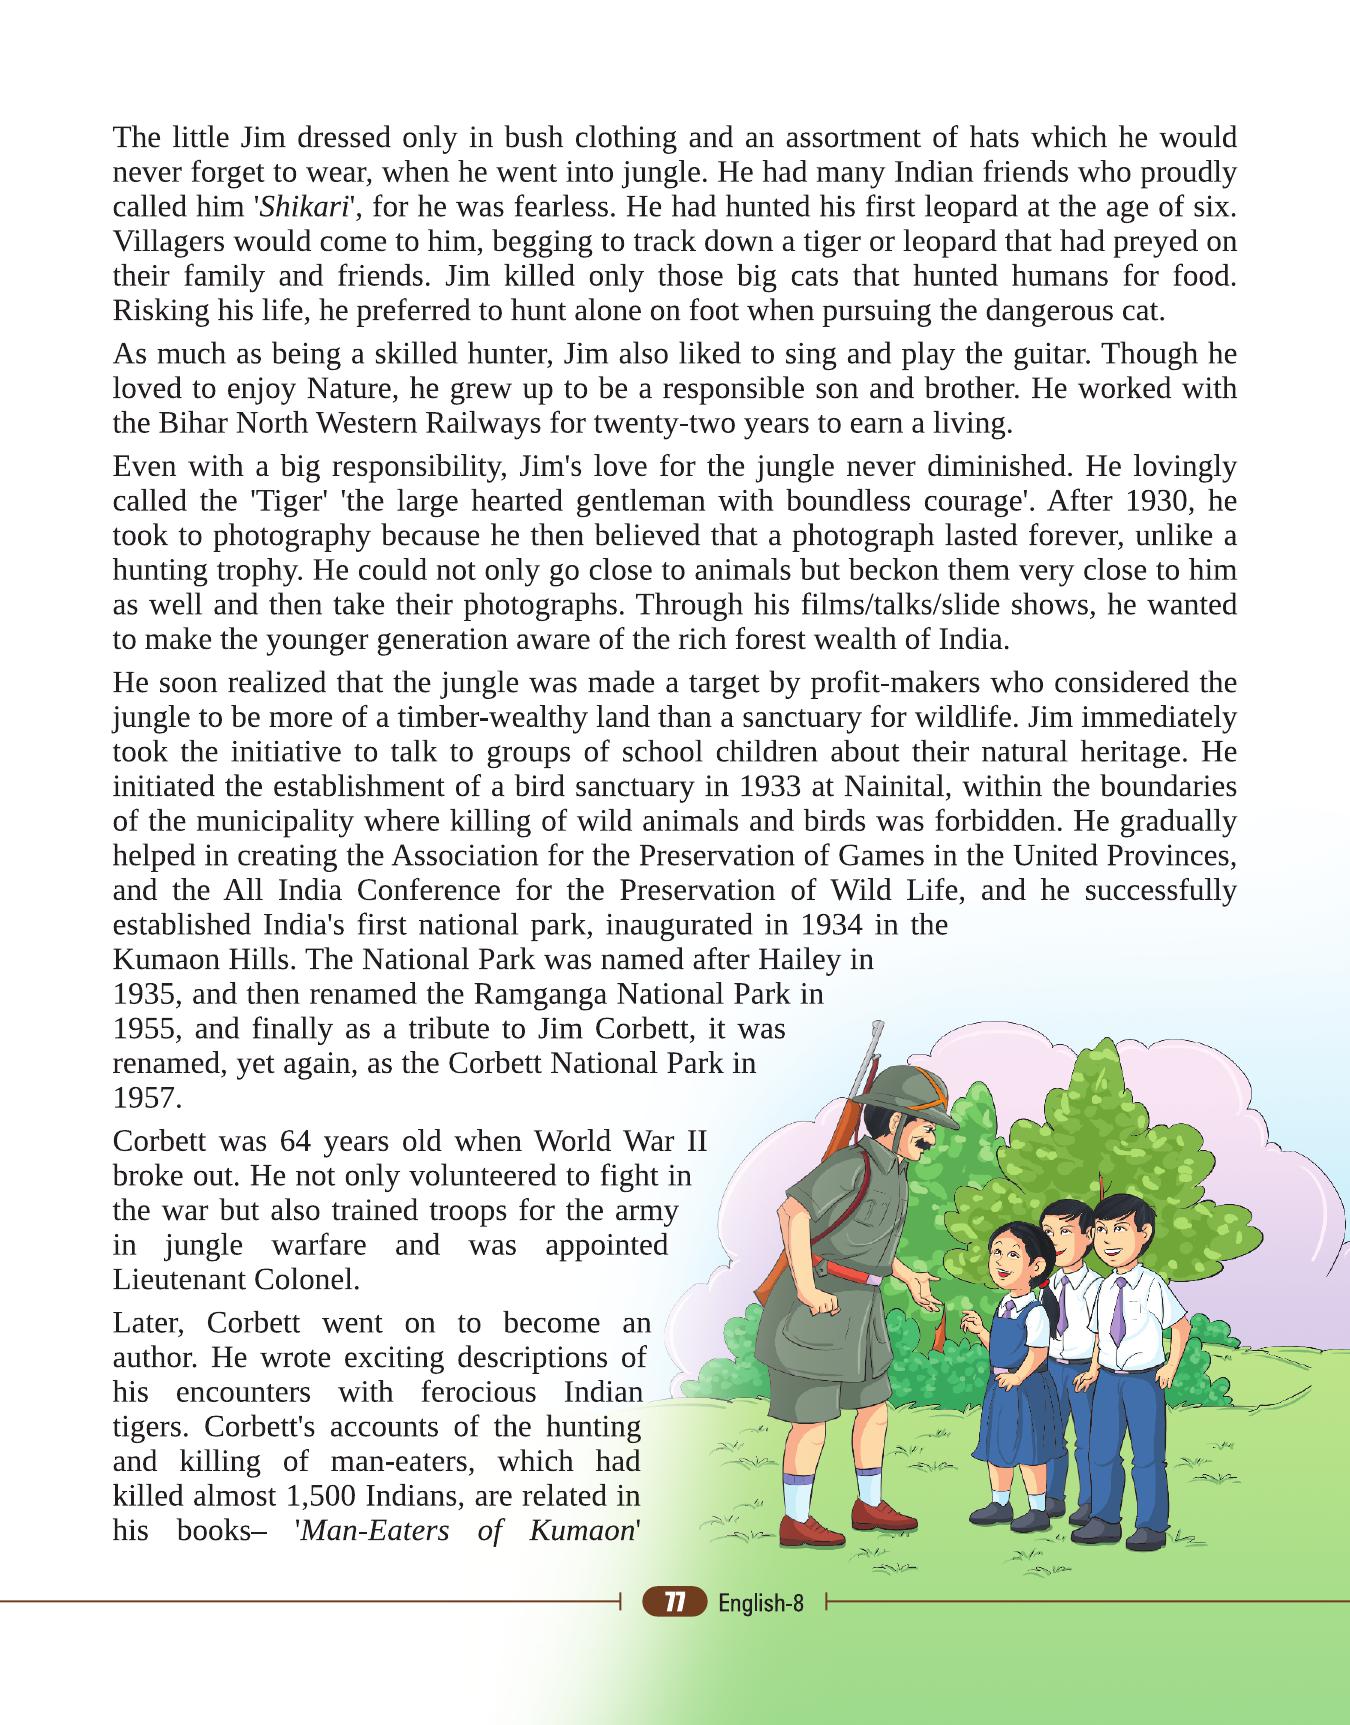 The little Jim dressed only in bush clothing and an assortment of hats which he would
never forget to wear, when he went into jungle. He had many Indian friends who proudly
called him 'Shikari', for he was fearless. He had hunted his first leopard at the age of six.
Villagers would come to him, begging to track down a tiger or leopard that had preyed on
their family and friends. Jim killed only those big cats that hunted humans for food.
Risking his life, he preferred to hunt alone on foot when pursuing the dangerous cat.
As much as being a skilled hunter, Jim also liked to sing and play the guitar. Though he
loved to enjoy Nature, he grew up to be a responsible son and brother. He worked with
the Bihar North Western Railways for twenty-two years to earn a living.
Even with a big responsibility, Jim's love for the jungle never diminished. He lovingly
called the 'Tiger' 'the large hearted gentleman with boundless courage'. After 1930, he
took to photography because he then believed that a photograph lasted forever, unlike a
hunting trophy. He could not only go close to animals but beckon them very close to him
as well and then take their photographs. Through his films/talks/slide shows, he wanted
to make the younger generation aware of the rich forest wealth of India.
He soon realized that the jungle was made a target by profit-makers who considered the
jungle to be more of a timber-wealthy land than a sanctuary for wildlife. Jim immediately
took the initiative to talk to groups of school children about their natural heritage. He
initiated the establishment of a bird sanctuary in 1933 at Nainital, within the boundaries
of the municipality where killing of wild animals and birds was forbidden. He gradually
helped in creating the Association for the Preservation of Games in the United Provinces,
and the All India Conference for the Preservation of Wild Life, and he successfully
established India's first national park, inaugurated in 1934 in the
Kumaon Hills. The National Park was named after Hailey in
1935, and then renamed the Ramganga National Park in
1955, and finally as a tribute to Jim Corbett, it was
renamed, yet again, as the Corbett National Park in
1957.
Corbett was 64 years old when World War II
broke out. He not only volunteered to fight in
the war but also trained troops for the army
in jungle warfare and was appointed
Lieutenant Colonel.
Later, Corbett went on to become an
author. He wrote exciting descriptions of
his encounters with ferocious Indian
tigers. Corbett's accounts of the hunting
and killing of man-eaters, which had
killed almost 1,500 Indians, are related in
his books– 'Man-Eaters of Kumaon'
77 English-8